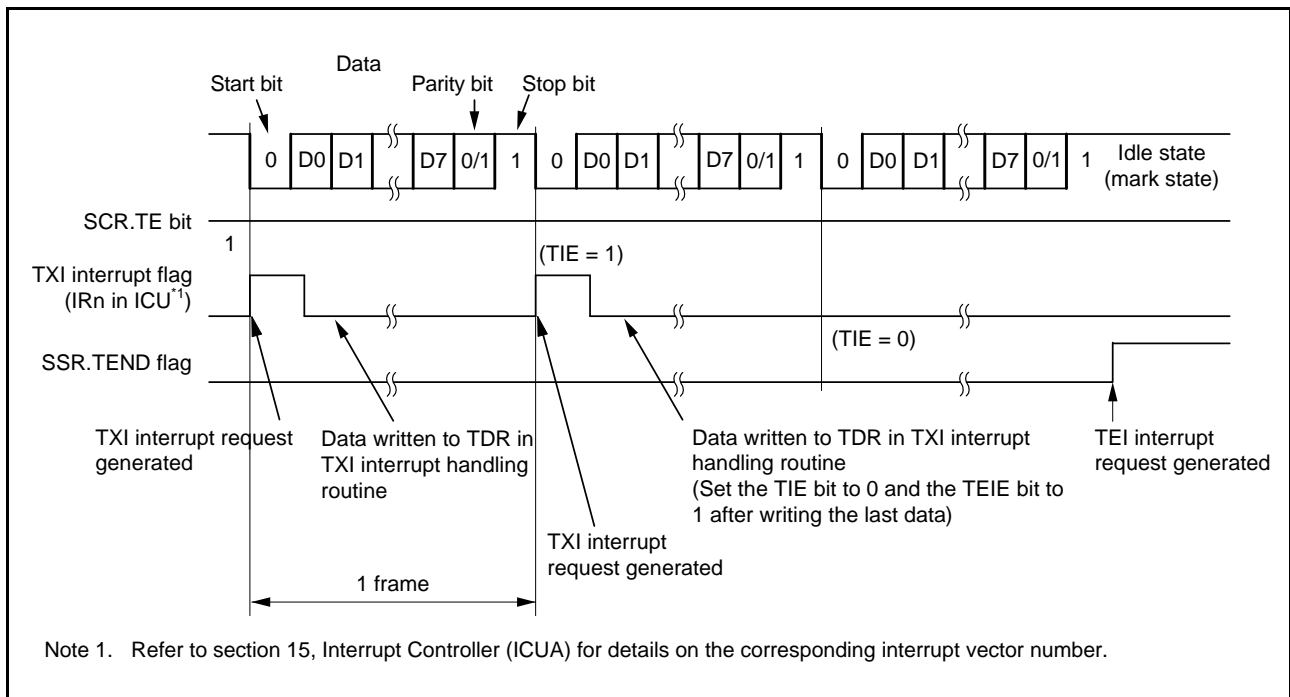 Data
Start bit
Parity bit
Stop bit
0 D0 D1 D7 0/1 1 0 D0 D1 D7 0/1 1 0 D0 D1 D7 0/1 1
Idle state
(mark state)
SCR.TE bit
1
(TIE = 1)
TXI interrupt flag
(IRn in ICU*1)
(TIE = 0)
SSR.TEND flag
TXI interrupt request
generated
Data written to TDR in
TXI interrupt handling
routine
Data written to TDR in TXI interrupt
handling routine
(Set the TIE bit to 0 and the TEIE bit to
1 after writing the last data)
TEI interrupt
request generated
TXI interrupt
request generated
1 frame
Note 1. Refer to section 15, Interrupt Controller (ICUA) for details on the corresponding interrupt vector number.